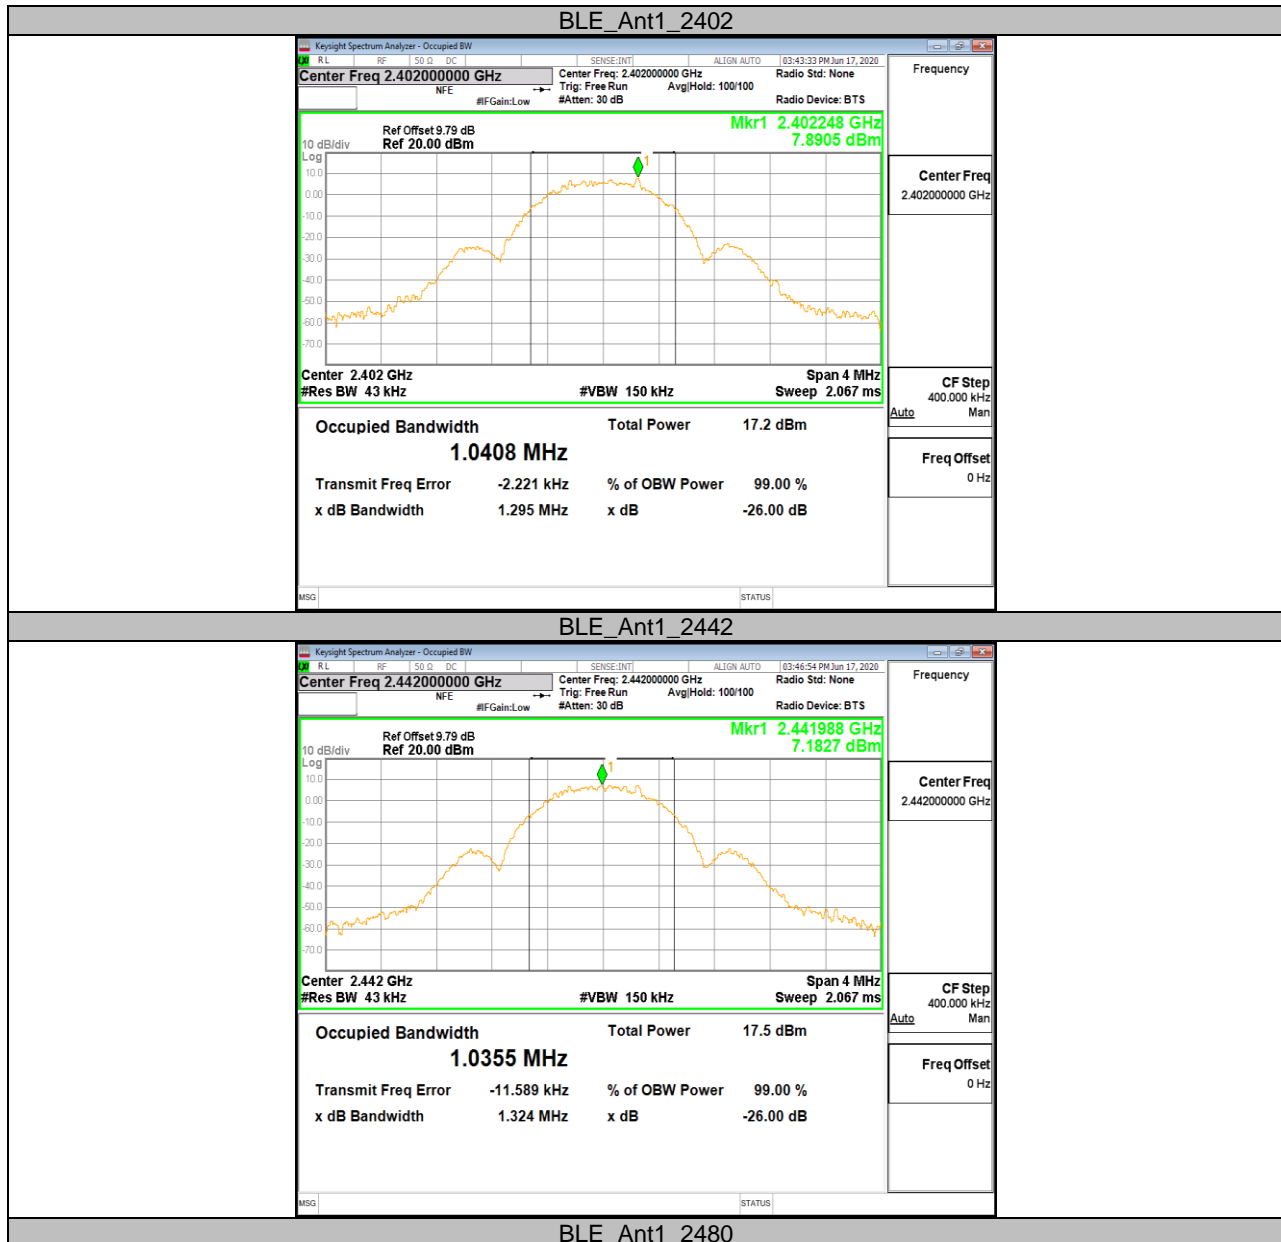 BLE_Ant1_2402
Keysight Spectrum Analyzer - Occupied BW
RL RF 50 Ω DC SENSE:INT ALIGN AUTO 03:43:33 PM Jun 17, 2020
Center Freq 2.402000000 GHz Center Freq: 2.402000000 GHz Radio Std: None Frequency
NFE Trig: Free Run Avg|Hold: 100/100
#IFGain:Low #Atten: 30 dB Radio Device: BTS
Mkr1 2.402248 GHz
Ref Offset 9.79 dB 7.8905 dBm
10 dB/div Ref 20.00 dBm
Log
1
10.0
0.00
-10.0
-20.0
-30.0
-40.0
-50.0
-60.0
-70.0
Center Freq
2.402000000 GHz
Center 2.402 GHz Span 4 MHz
#Res BW 43 kHz #VBW 150 kHz Sweep 2.067 ms
CF Step
400.000 kHz
Auto Man
Occupied Bandwidth Total Power 17.2 dBm
1.0408 MHz
Transmit Freq Error -2.221 kHz % of OBW Power 99.00 %
x dB Bandwidth 1.295 MHz x dB -26.00 dB
Freq Offset
0 Hz
MSG STATUS
BLE_Ant1_2442
Keysight Spectrum Analyzer - Occupied BW
RL RF 50 Ω DC SENSE:INT ALIGN AUTO 03:46:54 PM Jun 17, 2020
Center Freq 2.442000000 GHz Center Freq: 2.442000000 GHz Radio Std: None Frequency
NFE Trig: Free Run Avg|Hold: 100/100
#IFGain:Low #Atten: 30 dB Radio Device: BTS
Mkr1 2.441988 GHz
Ref Offset 9.79 dB 7.1827 dBm
10 dB/div Ref 20.00 dBm
Log
1
10.0
0.00
-10.0
-20.0
-30.0
-40.0
-50.0
-60.0
-70.0
Center Freq
2.442000000 GHz
Center 2.442 GHz Span 4 MHz
#Res BW 43 kHz #VBW 150 kHz Sweep 2.067 ms
CF Step
400.000 kHz
Auto Man
Occupied Bandwidth Total Power 17.5 dBm
1.0355 MHz
Transmit Freq Error -11.589 kHz % of OBW Power 99.00 %
x dB Bandwidth 1.324 MHz x dB -26.00 dB
Freq Offset
0 Hz
MSG STATUS
BLE_Ant1_2480